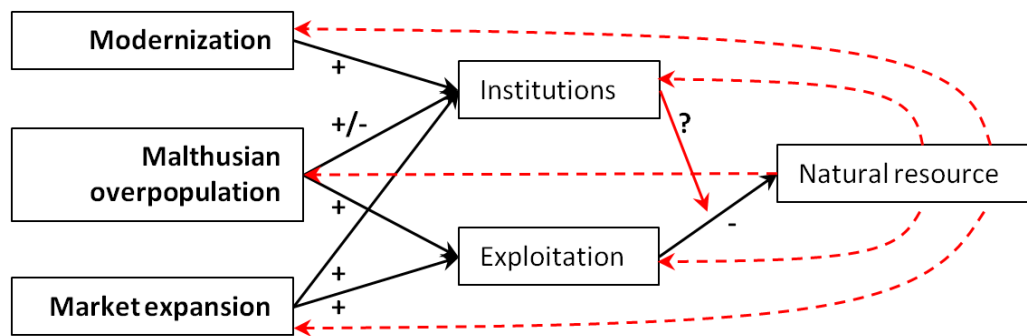 Modernization
+
Institutions
+/-
?
Malthusian
overpopulation
Natural resource
+
-
Exploitation
+
Market expansion
+